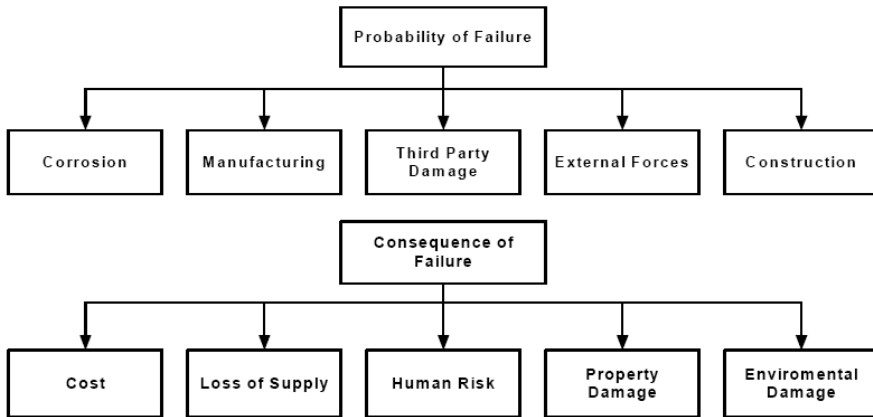 Probability of Failure
Corrosion
Manufacturing
Third Party
Damage
External Forces
Construction
Consequence of
Failure
Cost
Loss of Supply
Human Risk
Property
Damage
Enviromental
Damage